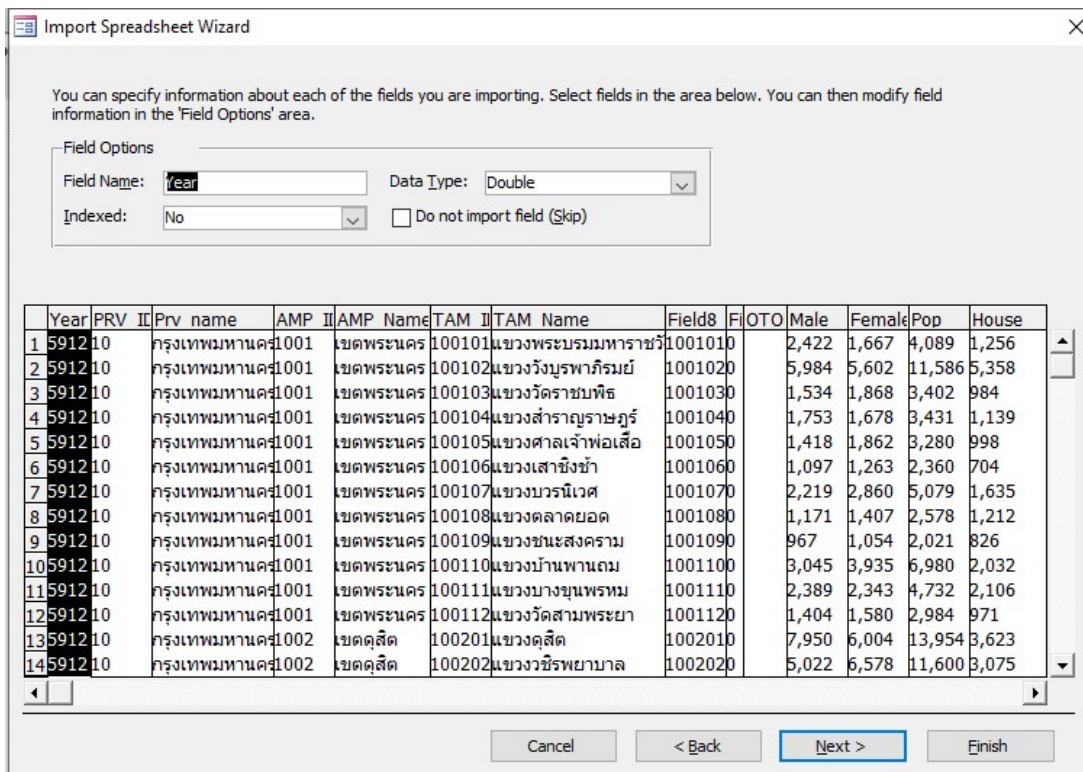 Import Spreadsheet Wizard
You can specify information about each of the fields you are importing. Select fields in the area below. You can then modify field
information in the 'Field Options' area.
Field Options
Field Name: Year Data Type: Double
Indexed: No Do not import field (Skip)
Year PRV_ID Prv_name AMP_I AMP_Name TAM_I TAM_Name Field8 Fi OTO Male Female Pop House
1 5912 10 กรุงเทพมหานคร 1001 เขตพระนคร 100101 แขวงพระบรมมหาราชวั 1001010 2,422 1,667 4,089 1,256
2 5912 10 กรุงเทพมหานคร 1001 เขตพระนคร 100102 แขวงวังบูรพาภิรมย์ 1001020 5,984 5,602 11,586 5,358
3 5912 10 กรุงเทพมหานคร 1001 เขตพระนคร 100103 แขวงวัดราชบพิธ 1001030 1,534 1,868 3,402 984
4 5912 10 กรุงเทพมหานคร 1001 เขตพระนคร 100104 แขวงสำราญราษฎร์ 1001040 1,753 1,678 3,431 1,139
5 5912 10 กรุงเทพมหานคร 1001 เขตพระนคร 100105 แขวงศาลเจ้าพ่อเสือ 1001050 1,418 1,862 3,280 998
6 5912 10 กรุงเทพมหานคร 1001 เขตพระนคร 100106 แขวงเสาชิงช้า 1001060 1,097 1,263 2,360 704
7 5912 10 กรุงเทพมหานคร 1001 เขตพระนคร 100107 แขวงบวรนิเวศ 1001070 2,219 2,860 5,079 1,635
8 5912 10 กรุงเทพมหานคร 1001 เขตพระนคร 100108 แขวงตลาดยอด 1001080 1,171 1,407 2,578 1,212
9 5912 10 กรุงเทพมหานคร 1001 เขตพระนคร 100109 แขวงชนะสงคราม 1001090 967 1,054 2,021 826
10 5912 10 กรุงเทพมหานคร 1001 เขตพระนคร 100110 แขวงบ้านพานถม 1001100 3,045 3,935 6,980 2,032
11 5912 10 กรุงเทพมหานคร 1001 เขตพระนคร 100111 แขวงบางขุนพรหม 1001110 2,389 2,343 4,732 2,106
12 5912 10 กรุงเทพมหานคร 1001 เขตพระนคร 100112 แขวงวัดสามพระยา 1001120 1,404 1,580 2,984 971
13 5912 10 กรุงเทพมหานคร 1002 เขตดุสิต 100201 แขวงดุสิต 1002010 7,950 6,004 13,954 3,623
14 5912 10 กรุงเทพมหานคร 1002 เขตดุสิต 100202 แขวงวชิรพยาบาล 1002020 5,022 6,578 11,600 3,075
Cancel < Back Next > Finish